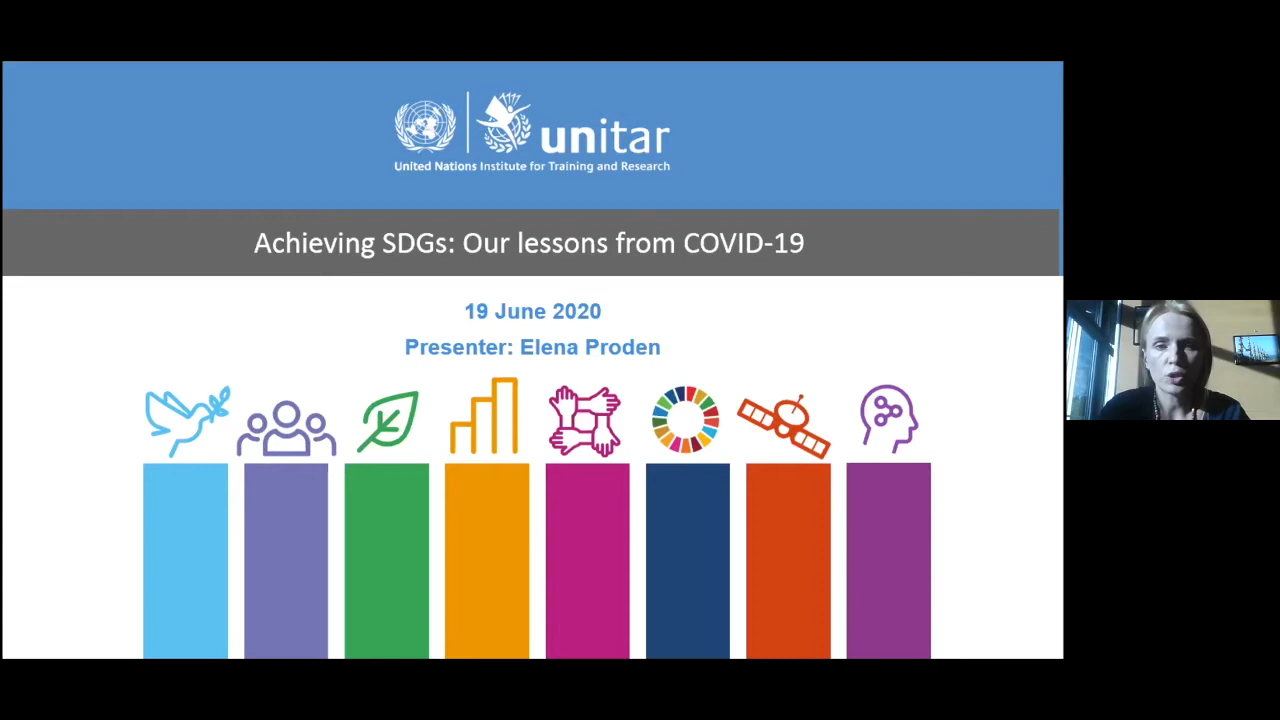 unitar
United Nations Institute for Training and Research
Achieving SDGs: Our lessons from COVID-19
19 June 2020
Presenter: Elena Proden